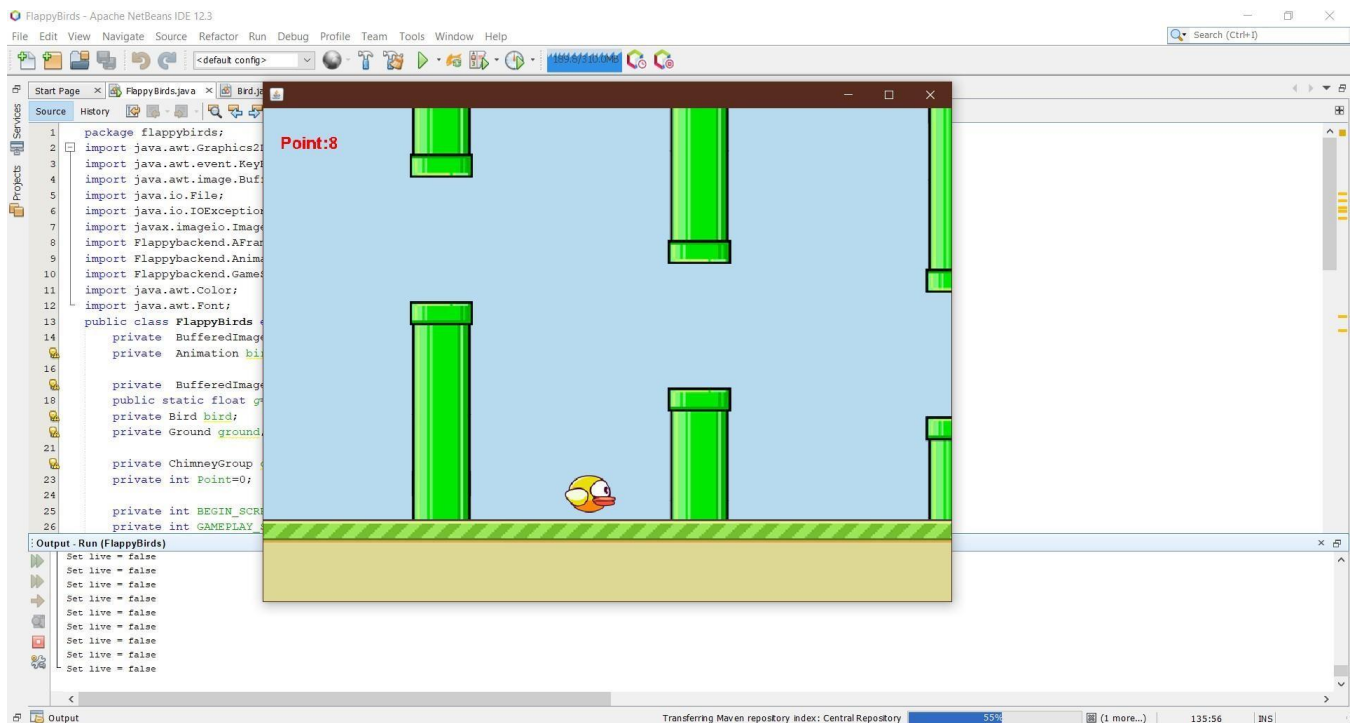 FlappyBirds - Apache NetBeans IDE 12.3
File Edit View Navigate Source Refactor Run Debug Profile Team Tools Window Help
Search (Ctrl+I)
<default config>
189.6/310.0MB
Start Page FlappyBirds.java Bird.ja
Source History
Services
Projects
1 package flappybirds;
2 import java.awt.Graphics2
3 import java.awt.event.Key
4 import java.awt.image.Buf
5 import java.io.File;
6 import java.io.IOException
7 import javax.imageio.Image
8 import Flappybackend.AFram
9 import Flappybackend.Anima
10 import Flappybackend.Game
11 import java.awt.Color;
12 import java.awt.Font;
13 public class FlappyBirds e
14 private BufferedImage
private Animation bi
16
private BufferedImage
18 public static float g
private Bird bird;
private Ground ground
21
private ChimneyGroup
23 private int Point=0;
24
25 private int BEGIN_SCR
26 private int GAMEPLAY_
Point:8
Output - Run (FlappyBirds)
Set live = false
Set live = false
Set live = false
Set live = false
Set live = false
Set live = false
Set live = false
Set live = false
Set live = false
Output
Transferring Maven repository index: Central Repository 55% (1 more...) 135:56 INS